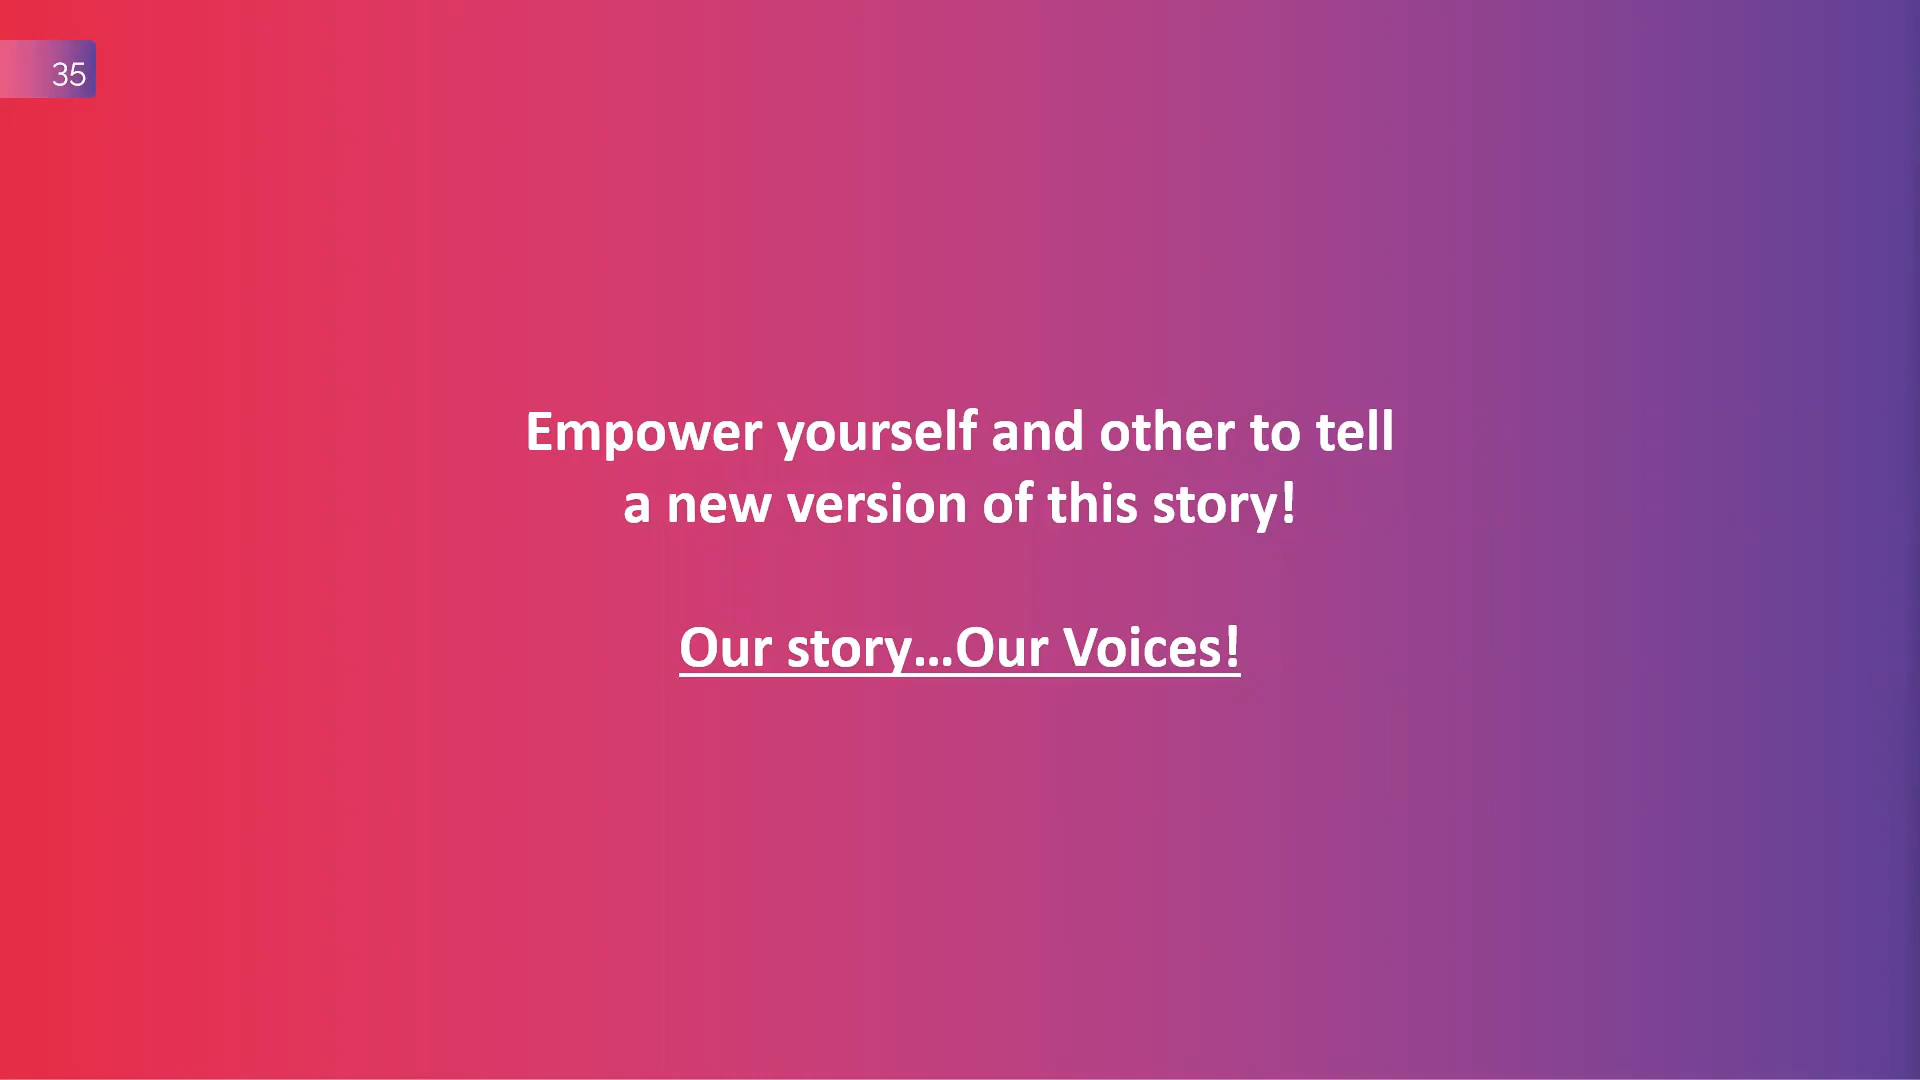 35
Empower yourself and other to tell
a new version of this story!
Our story...Our Voices!